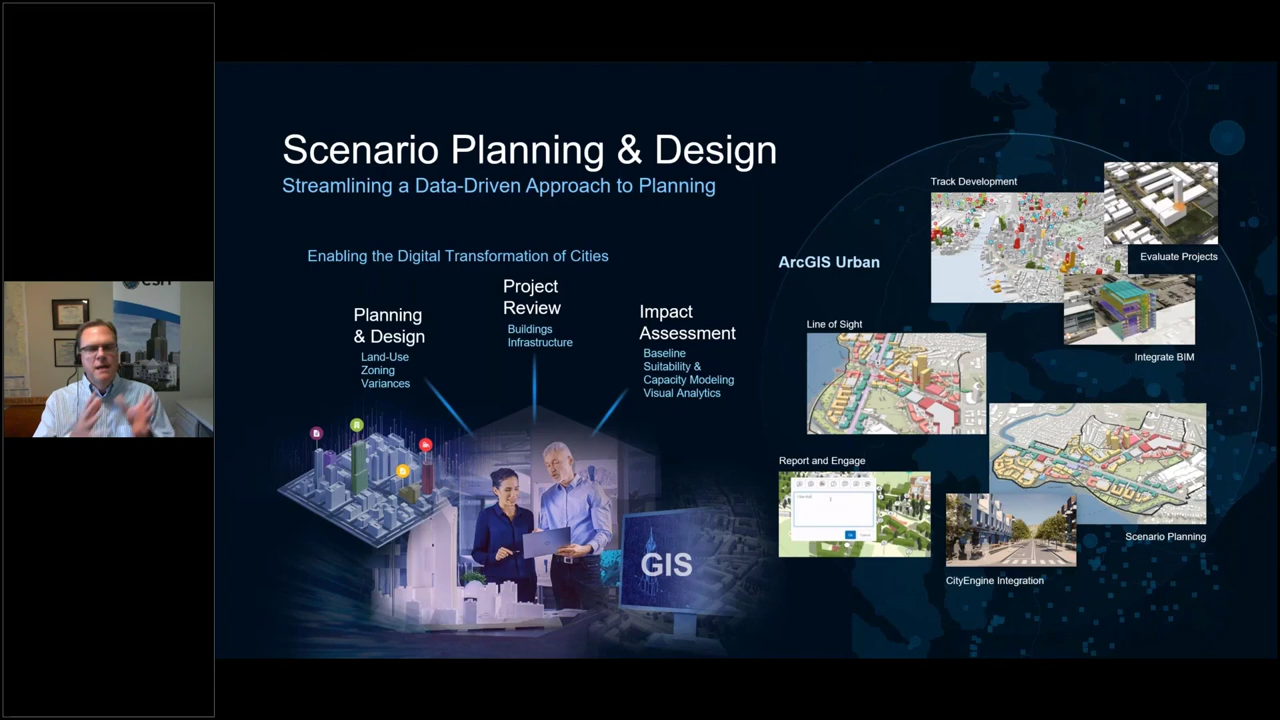 esri
Scenario Planning & Design
Streamlining a Data-Driven Approach to Planning
Enabling the Digital Transformation of Cities
Planning
& Design
Land-Use
Zoning
Variances
Project
Review
Buildings
Infrastructure
Impact
Assessment
Baseline
Suitability &
Capacity Modeling
Visual Analytics
GIS
ArcGIS Urban
Track Development
Evaluate Projects
Integrate BIM
Line of Sight
Report and Engage
Scenario Planning
CityEngine Integration